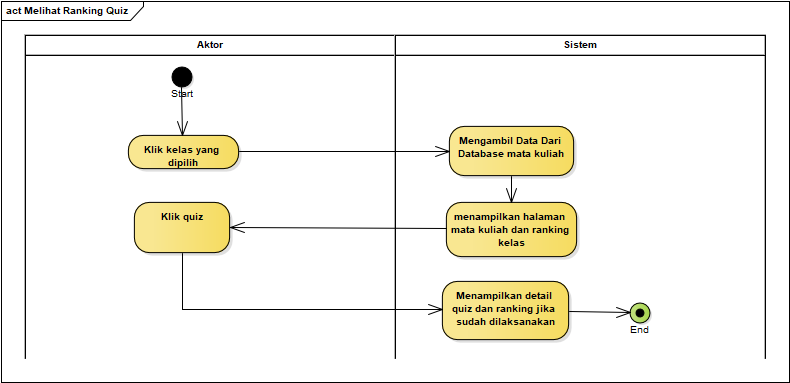 act Melihat Ranking Quiz
Aktor
Sistem
Start
Klik kelas yang
dipilih
Mengambil Data Dari
Database mata kuliah
menampilkan halaman
mata kuliah dan ranking
kelas
Klik quiz
Menampilkan detail
quiz dan ranking jika
sudah dilaksanakan
End